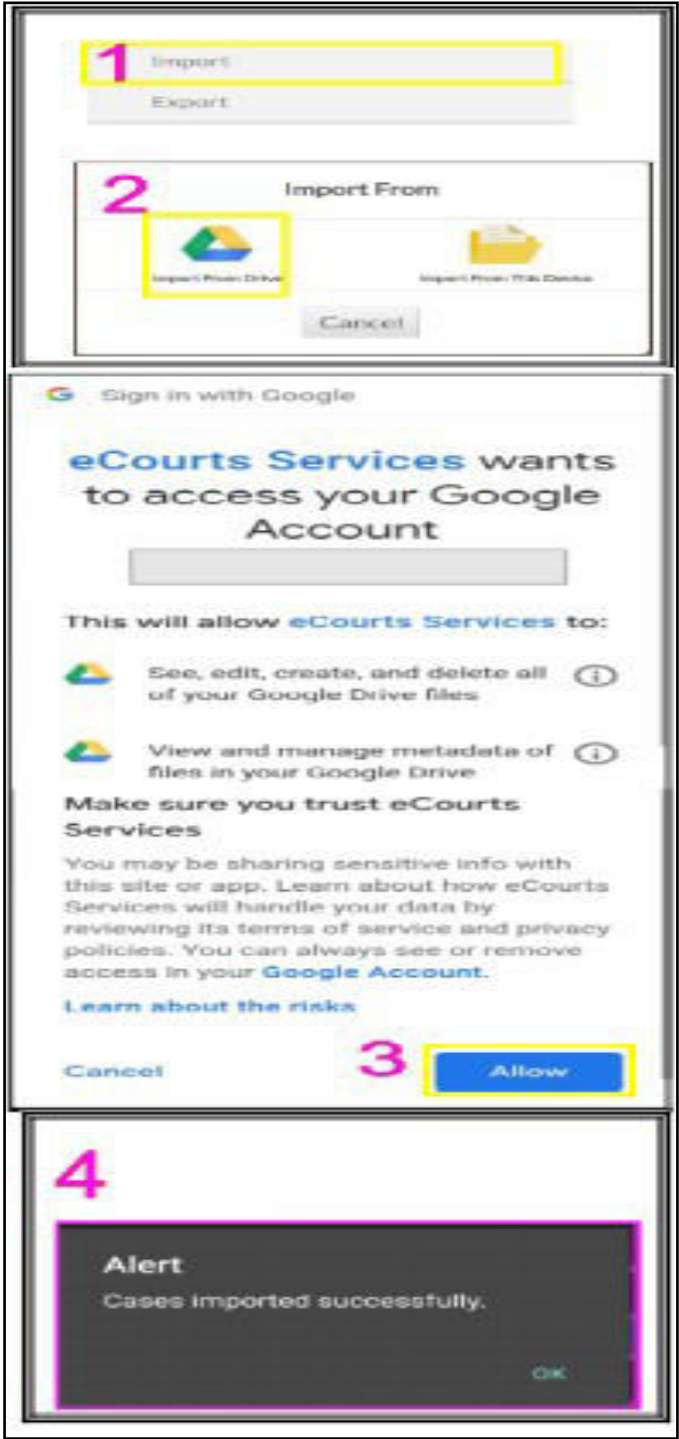 1 Import
Export
2 Import From
Import From Drive Import From This Device
Cancel
Sign in with Google
eCourts Services wants
to access your Google
Account
This will allow eCourts Services to:
See, edit, create, and delete all
of your Google Drive files
View and manage metadata of
files in your Google Drive
Make sure you trust eCourts
Services
You may be sharing sensitive info with
this site or app. Learn about how eCourts
Services will handle your data by
reviewing its terms of service and privacy
policies. You can always see or remove
access in your Google Account.
Learn about the risks
Cancel 3 Allow
4
Alert
Cases imported successfully.
OK